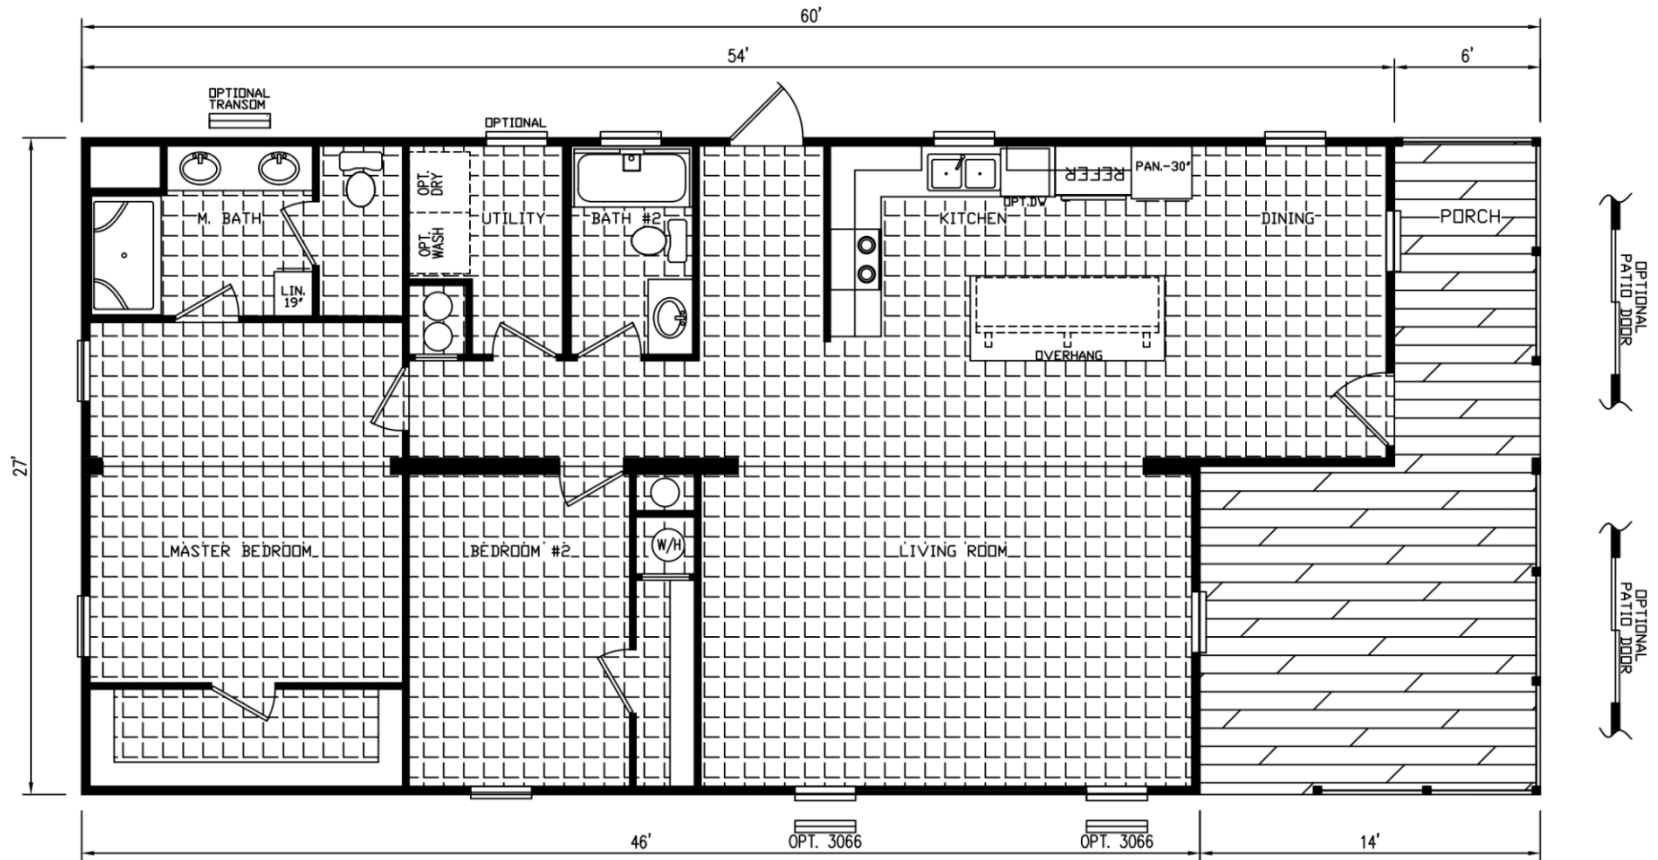 60'
54'
6'
OPTIONAL
TRANSOM
OPTIONAL
OPT.
DRY
OPT.
WASH
UTILITY
M. BATH
LIN.
19"
BATH #2
KITCHEN
OPT.DW
REFER
PAN.-30"
DINING
PORCH
OVERHANG
OPTIONAL
PATIO DOOR
27'
MASTER BEDROOM
BEDROOM #2
W/H
LIVING ROOM
OPTIONAL
PATIO DOOR
OPT. 3066
OPT. 3066
46'
14'